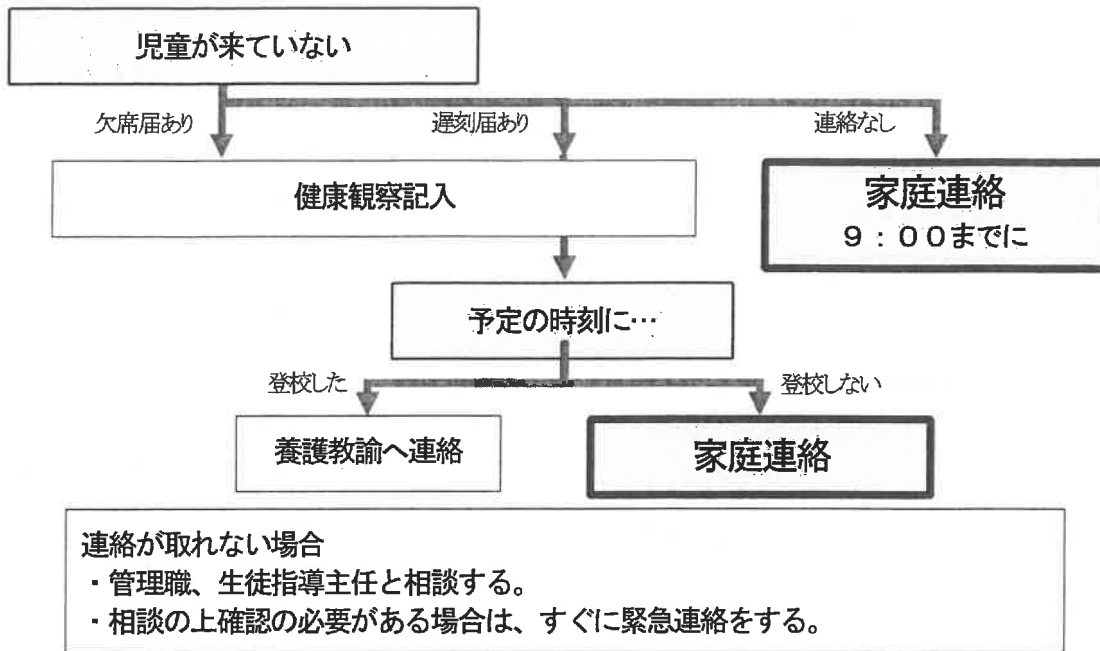 児童が来ていない
欠席届あり
遅刻届あり
連絡なし
健康観察記入
家庭連絡
9:00までに
予定の時刻に…
登校した
登校しない
養護教諭へ連絡
家庭連絡
連絡が取れない場合
・管理職、生徒指導主任と相談する。
・相談の上確認の必要がある場合は、すぐに緊急連絡をする。